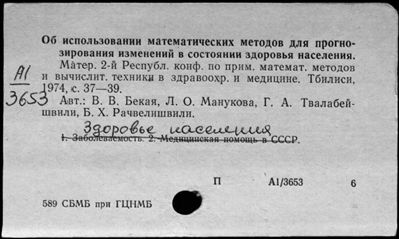 Об использовании математических методов для прогно-
зирования изменений в состоянии здоровья населения.
Матер. 2-й Республ. конф. по прим. математ. методов
А1 и вычислит. техники в здравоохр. и медицине. Тбилиси,
3653 1974, с. 37—39.
Авт.: В. В. Бекая, Л. О. Манукова, Г. А. Твалабей-
швили, Б. Х. Рачвелишвили.
Здоровье населения
1. Заболеваемость. 2. Медицинская помощь в СССР.
П А1/3653 6
589 СБМБ при ГЦНМБ